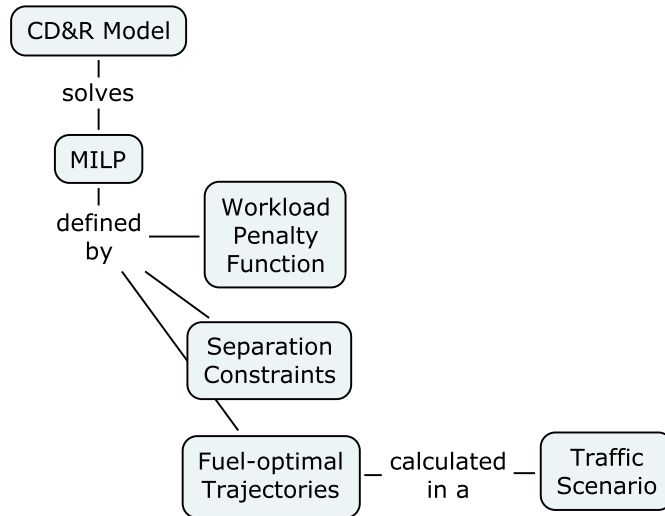 CD&R Model
solves
MILP
defined
by
Workload
Penalty
Function
Separation
Constraints
Fuel-optimal
Trajectories
calculated
in a
Traffic
Scenario